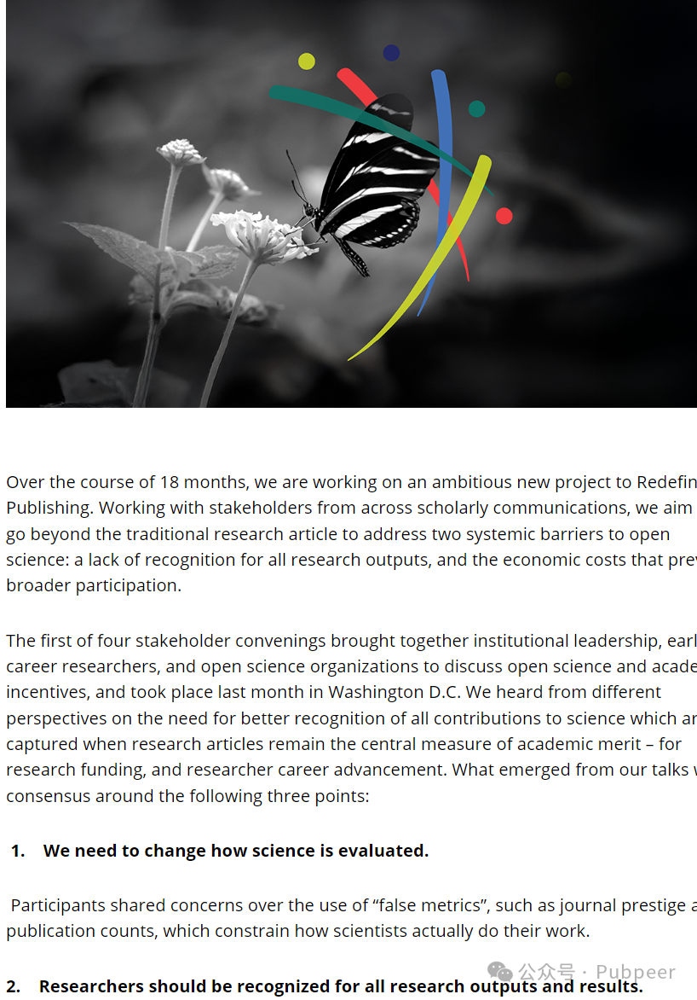 Over the course of 18 months, we are working on an ambitious new project to Redefin
Publishing. Working with stakeholders from across scholarly communications, we aim
go beyond the traditional research article to address two systemic barriers to open
science: a lack of recognition for all research outputs, and the economic costs that prev
broader participation.
The first of four stakeholder convenings brought together institutional leadership, earl
career researchers, and open science organizations to discuss open science and acade
incentives, and took place last month in Washington D.C. We heard from different
perspectives on the need for better recognition of all contributions to science which ar
captured when research articles remain the central measure of academic merit – for
research funding, and researcher career advancement. What emerged from our talks w
consensus around the following three points:
1. We need to change how science is evaluated.
Participants shared concerns over the use of “false metrics”, such as journal prestige a
publication counts, which constrain how scientists actually do their work.
公众号 · Pubpeer
2. Researchers should be recognized for all research outputs and results.